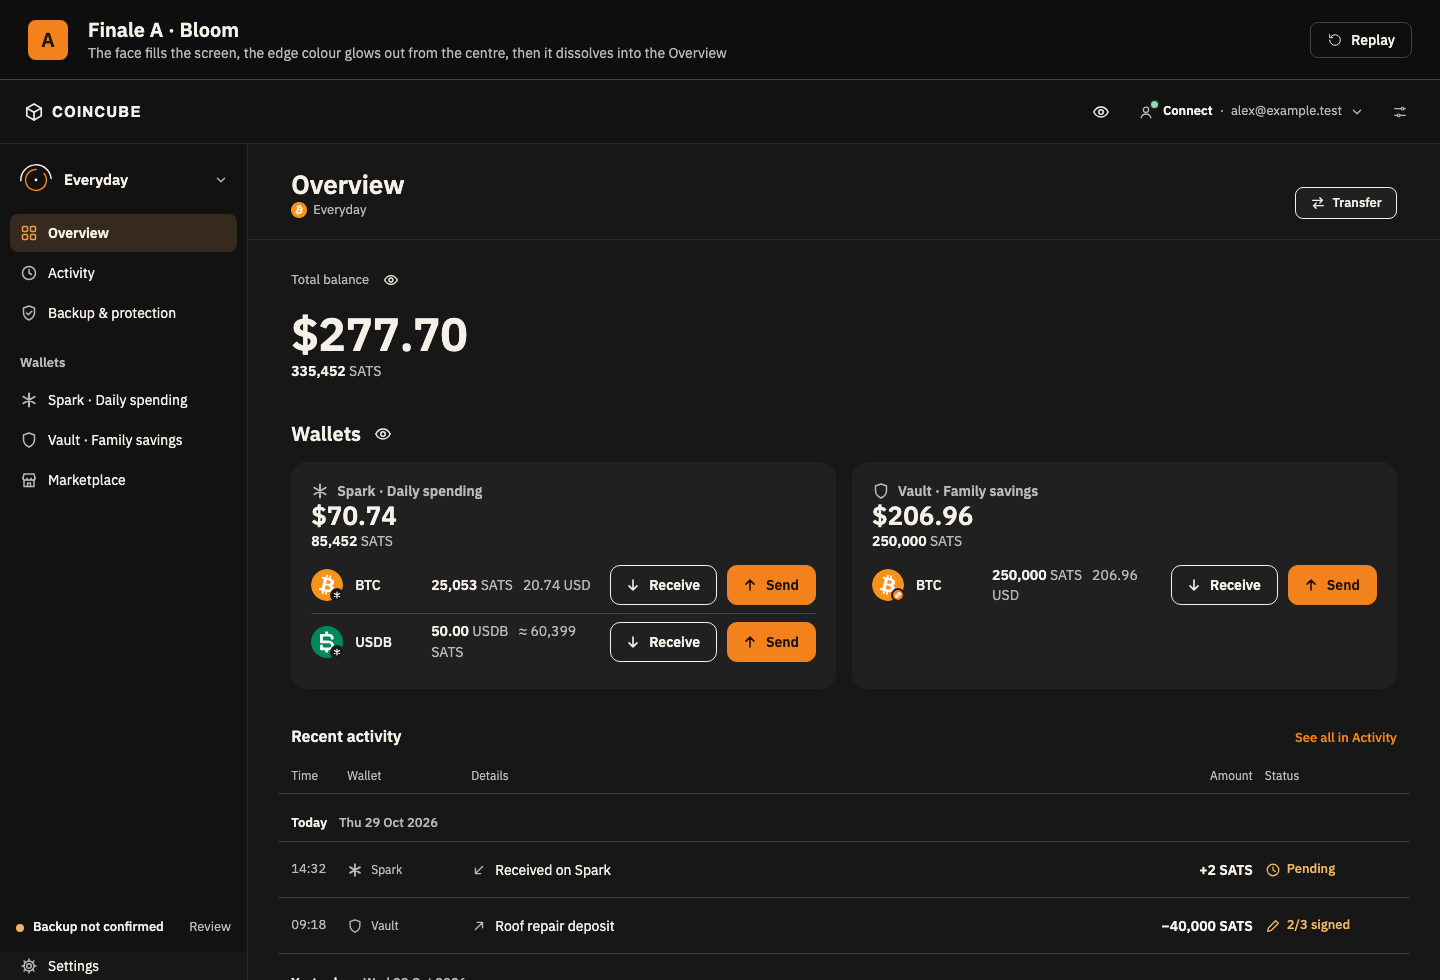 A
Finale A · Bloom
The face fills the screen, the edge colour glows out from the centre, then it dissolves into the Overview
Replay
COINCUBE
Connect · alex@example.test
Everyday
Overview
Activity
Backup & protection
Wallets
Spark · Daily spending
Vault · Family savings
Marketplace
Backup not confirmed Review
Settings
Overview
Everyday
Transfer
Total balance
$277.70
335,452 SATS
Wallets
Spark · Daily spending
$70.74
85,452 SATS
BTC 25,053 SATS 20.74 USD Receive Send
USDB 50.00 USDB ≈ 60,399
SATS
Receive Send
Vault · Family savings
$206.96
250,000 SATS
BTC 250,000 SATS 206.96
USD
Receive Send
Recent activity See all in Activity
Time Wallet Details Amount Status
Today Thu 29 Oct 2026
14:32 Spark Received on Spark +2 SATS Pending
09:18 Vault Roof repair deposit −40,000 SATS 2/3 signed